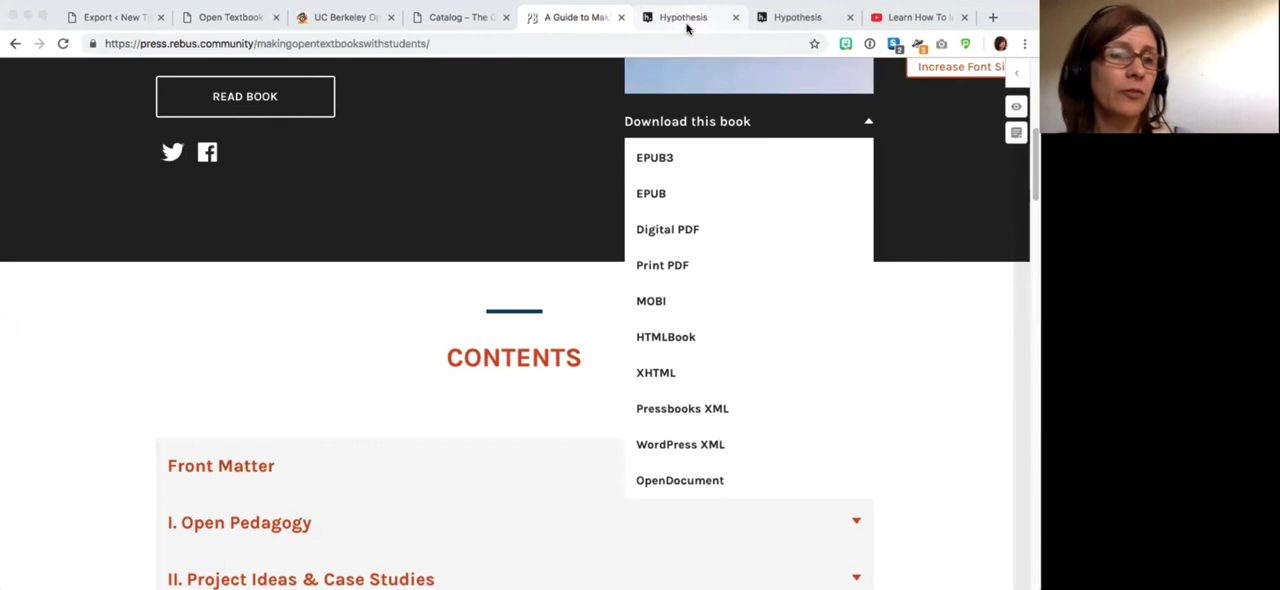 Export ‹ New T
Open Textbook
UC Berkeley Op
Catalog – The C
A Guide to Mak
Hypothesis
Hypothesis
Learn How To I
https://press.rebus.community/makingopentextbookswithstudents/
2
READ BOOK
Increase Font Si
Download this book
EPUB3
EPUB
Digital PDF
Print PDF
MOBI
HTMLBook
XHTML
Pressbooks XML
WordPress XML
OpenDocument
CONTENTS
Front Matter
I. Open Pedagogy
II. Project Ideas & Case Studies